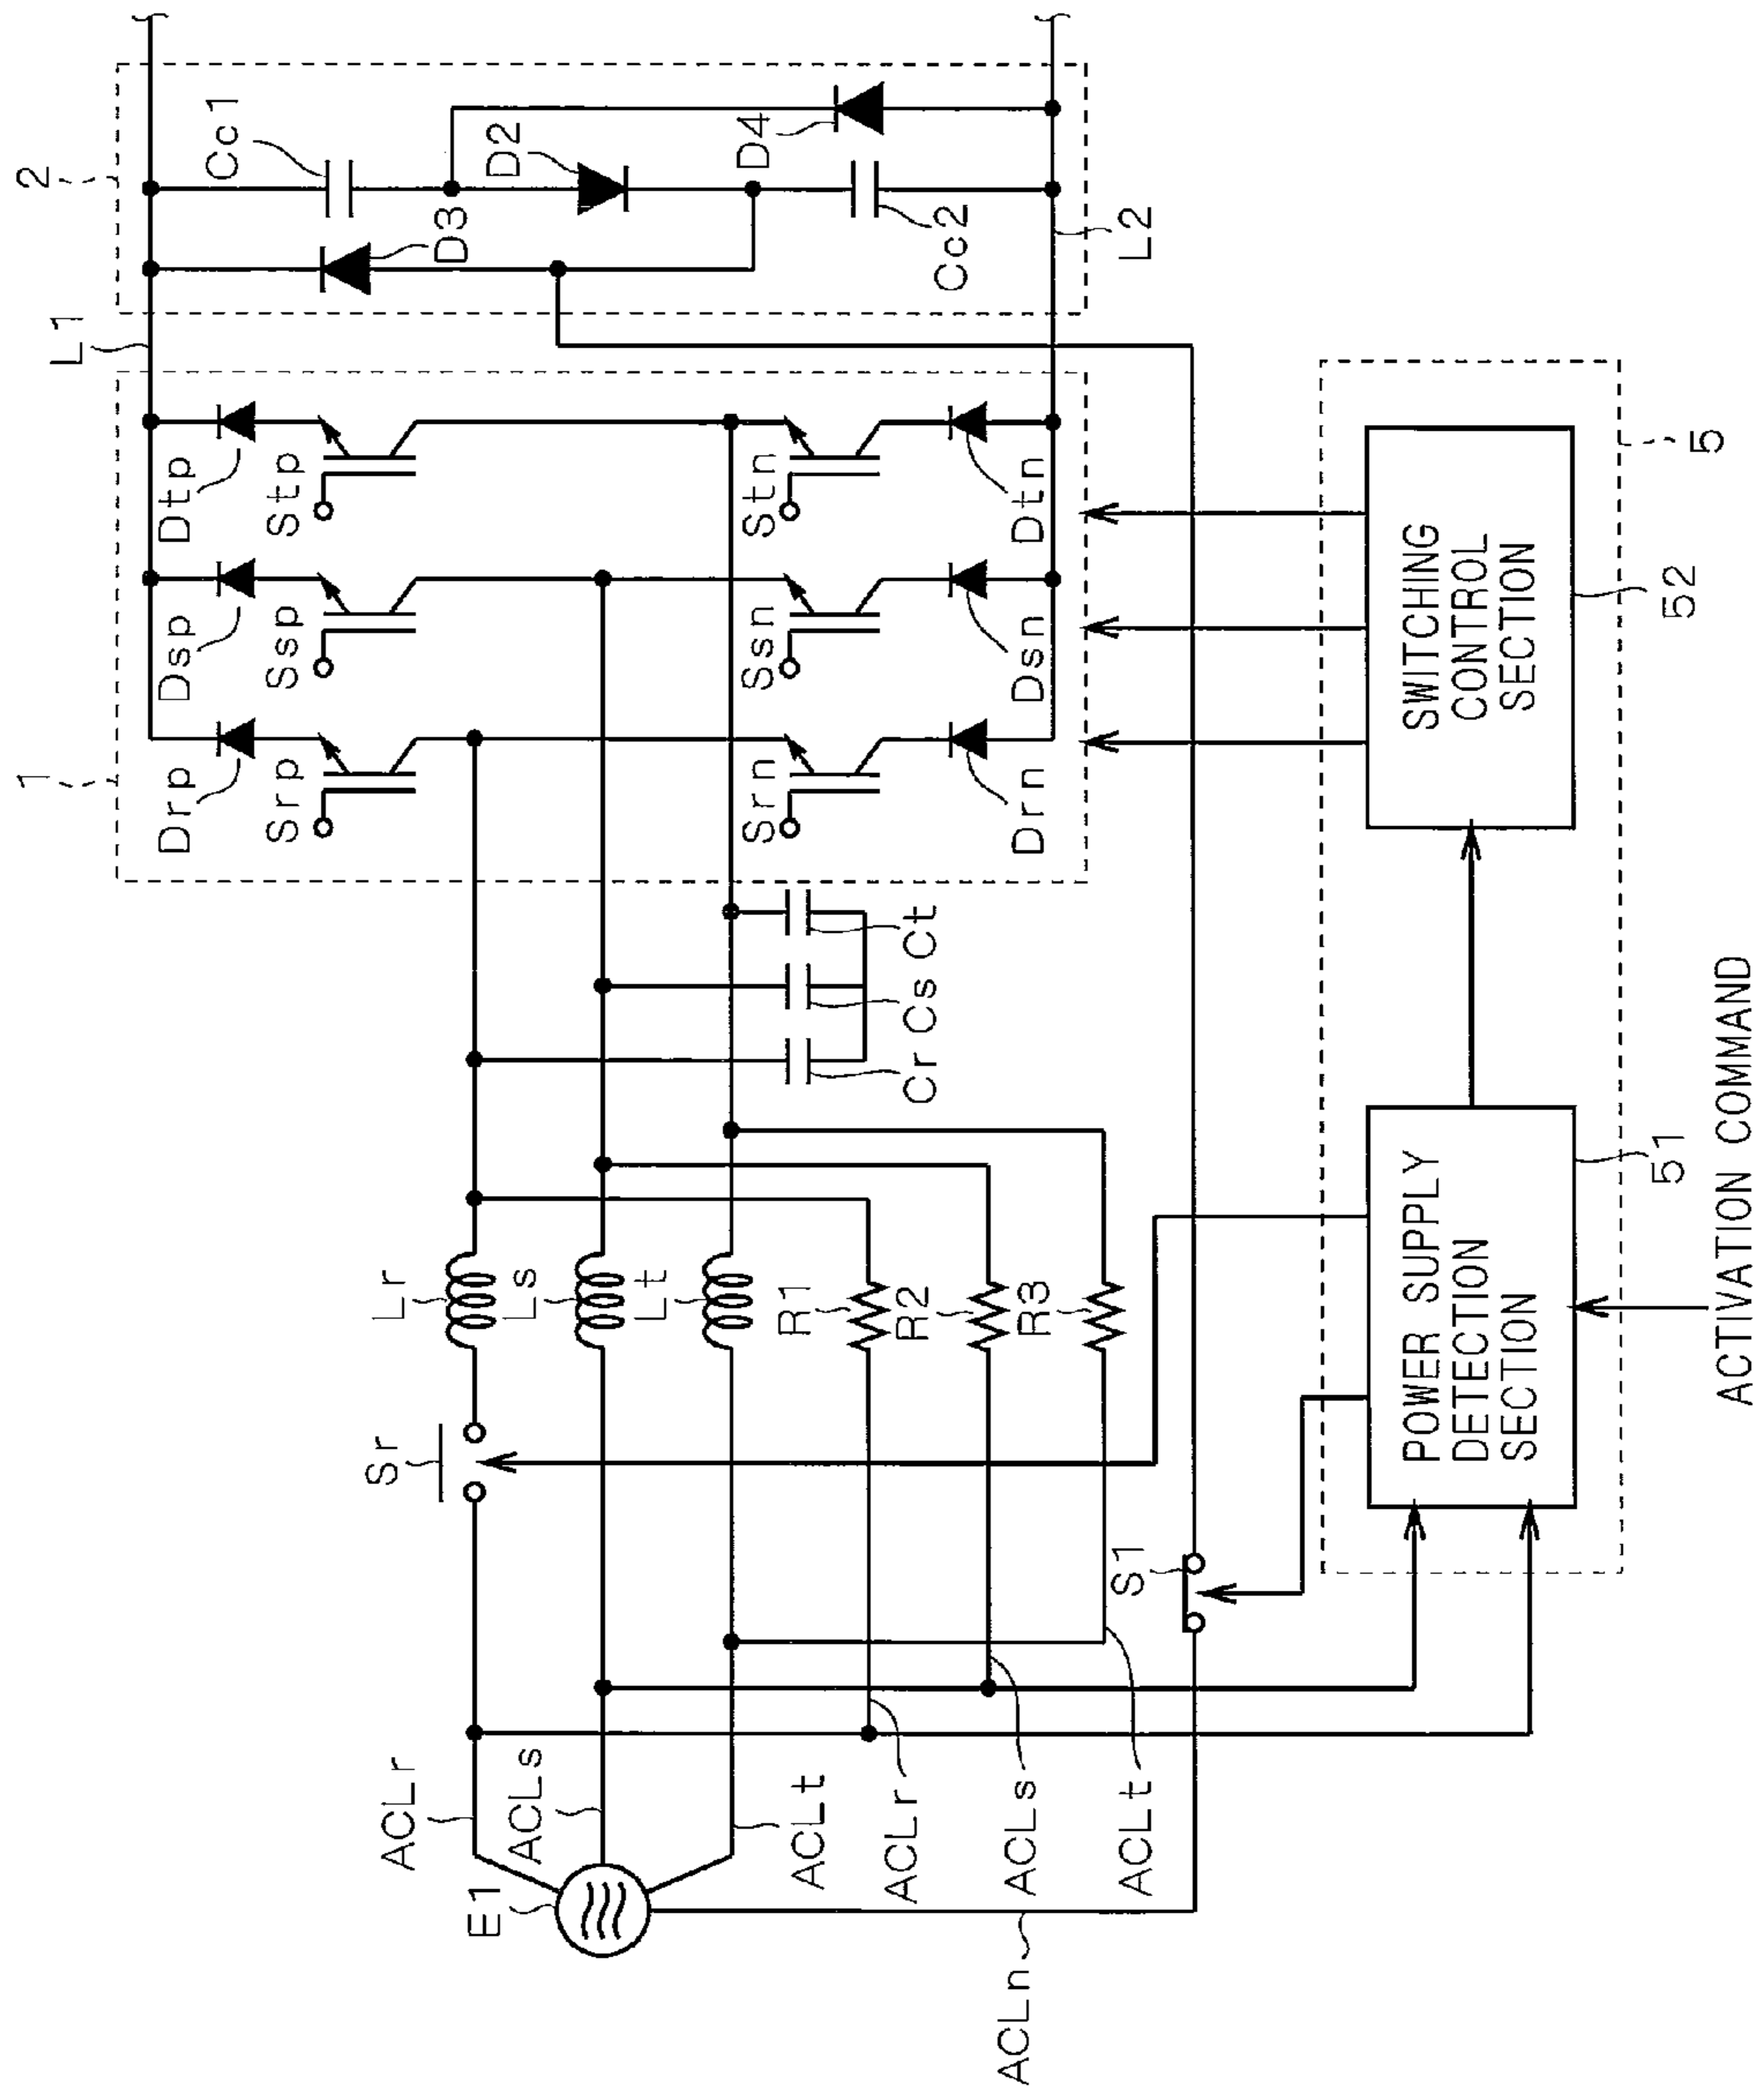 2
Cc1
D2
D4
D3
Cc2
L2
L1
1
Dtp
Stp
Stn
Dtn
Dsp
Ssp
Ssn
Dsn
Drp
Srp
Srn
Drn
5
SWITCHING
CONTROL
SECTION
52
Cr
Cs
Ct
Lr
Ls
Lt
R1
R2
R3
Sr
S1
POWER SUPPLY
DETECTION
SECTION
51
ACTIVATION COMMAND
ACLr
ACLs
ACLt
ACLr
ACLs
ACLt
E1
ACLn